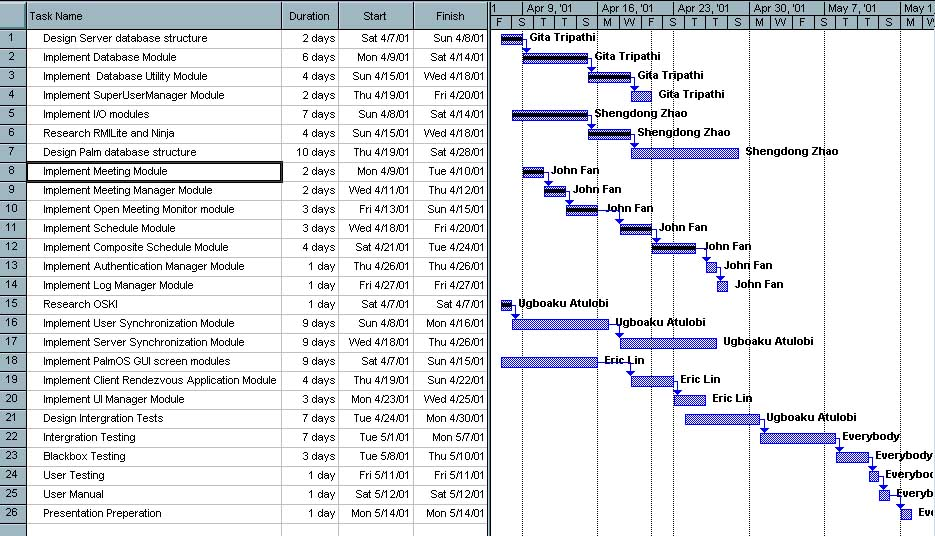 Task Name Duration Start Finish 1 Apr 9, '01 Apr 16, '01 Apr 23, '01 Apr 30, '01 May 7, '01 May 1
F S T T S M W F S T T S M W F S T T S M W
1 Design Server database structure 2 days Sat 4/7/01 Sun 4/8/01 Gita Tripathi
2 Implement Database Module 6 days Mon 4/9/01 Sat 4/14/01 Gita Tripathi
3 Implement Database Utility Module 4 days Sun 4/15/01 Wed 4/18/01 Gita Tripathi
4 Implement SuperUserManager Module 2 days Thu 4/19/01 Fri 4/20/01 Gita Tripathi
5 Implement I/O modules 7 days Sun 4/8/01 Sat 4/14/01 Shengdong Zhao
6 Research RMILite and Ninja 4 days Sun 4/15/01 Wed 4/18/01 Shengdong Zhao
7 Design Palm database structure 10 days Thu 4/19/01 Sat 4/28/01 Shengdong Zhao
8 Implement Meeting Module 2 days Mon 4/9/01 Tue 4/10/01 John Fan
9 Implement Meeting Manager Module 2 days Wed 4/11/01 Thu 4/12/01 John Fan
10 Implement Open Meeting Monitor module 3 days Fri 4/13/01 Sun 4/15/01 John Fan
11 Implement Schedule Module 3 days Wed 4/18/01 Fri 4/20/01 John Fan
12 Implement Composite Schedule Module 4 days Sat 4/21/01 Tue 4/24/01 John Fan
13 Implement Authentication Manager Module 1 day Thu 4/26/01 Thu 4/26/01 John Fan
14 Implement Log Manager Module 1 day Fri 4/27/01 Fri 4/27/01 John Fan
15 Research OSKI 1 day Sat 4/7/01 Sat 4/7/01 Ugboaku Atulobi
16 Implement User Synchronization Module 9 days Sun 4/8/01 Mon 4/16/01 Ugboaku Atulobi
17 Implement Server Synchronization Module 9 days Wed 4/18/01 Thu 4/26/01 Ugboaku Atulobi
18 Implement PalmOS GUI screen modules 9 days Sat 4/7/01 Sun 4/15/01 Eric Lin
19 Implement Client Rendezvous Application Module 4 days Thu 4/19/01 Sun 4/22/01 Eric Lin
20 Implement UI Manager Module 3 days Mon 4/23/01 Wed 4/25/01 Eric Lin
21 Design Intergration Tests 7 days Tue 4/24/01 Mon 4/30/01 Ugboaku Atulobi
22 Intergration Testing 7 days Tue 5/1/01 Mon 5/7/01 Everybody
23 Blackbox Testing 3 days Tue 5/8/01 Thu 5/10/01 Everybody
24 User Testing 1 day Fri 5/11/01 Fri 5/11/01 Everyboc
25 User Manual 1 day Sat 5/12/01 Sat 5/12/01 Everyb
26 Presentation Preperation 1 day Mon 5/14/01 Mon 5/14/01 Eve